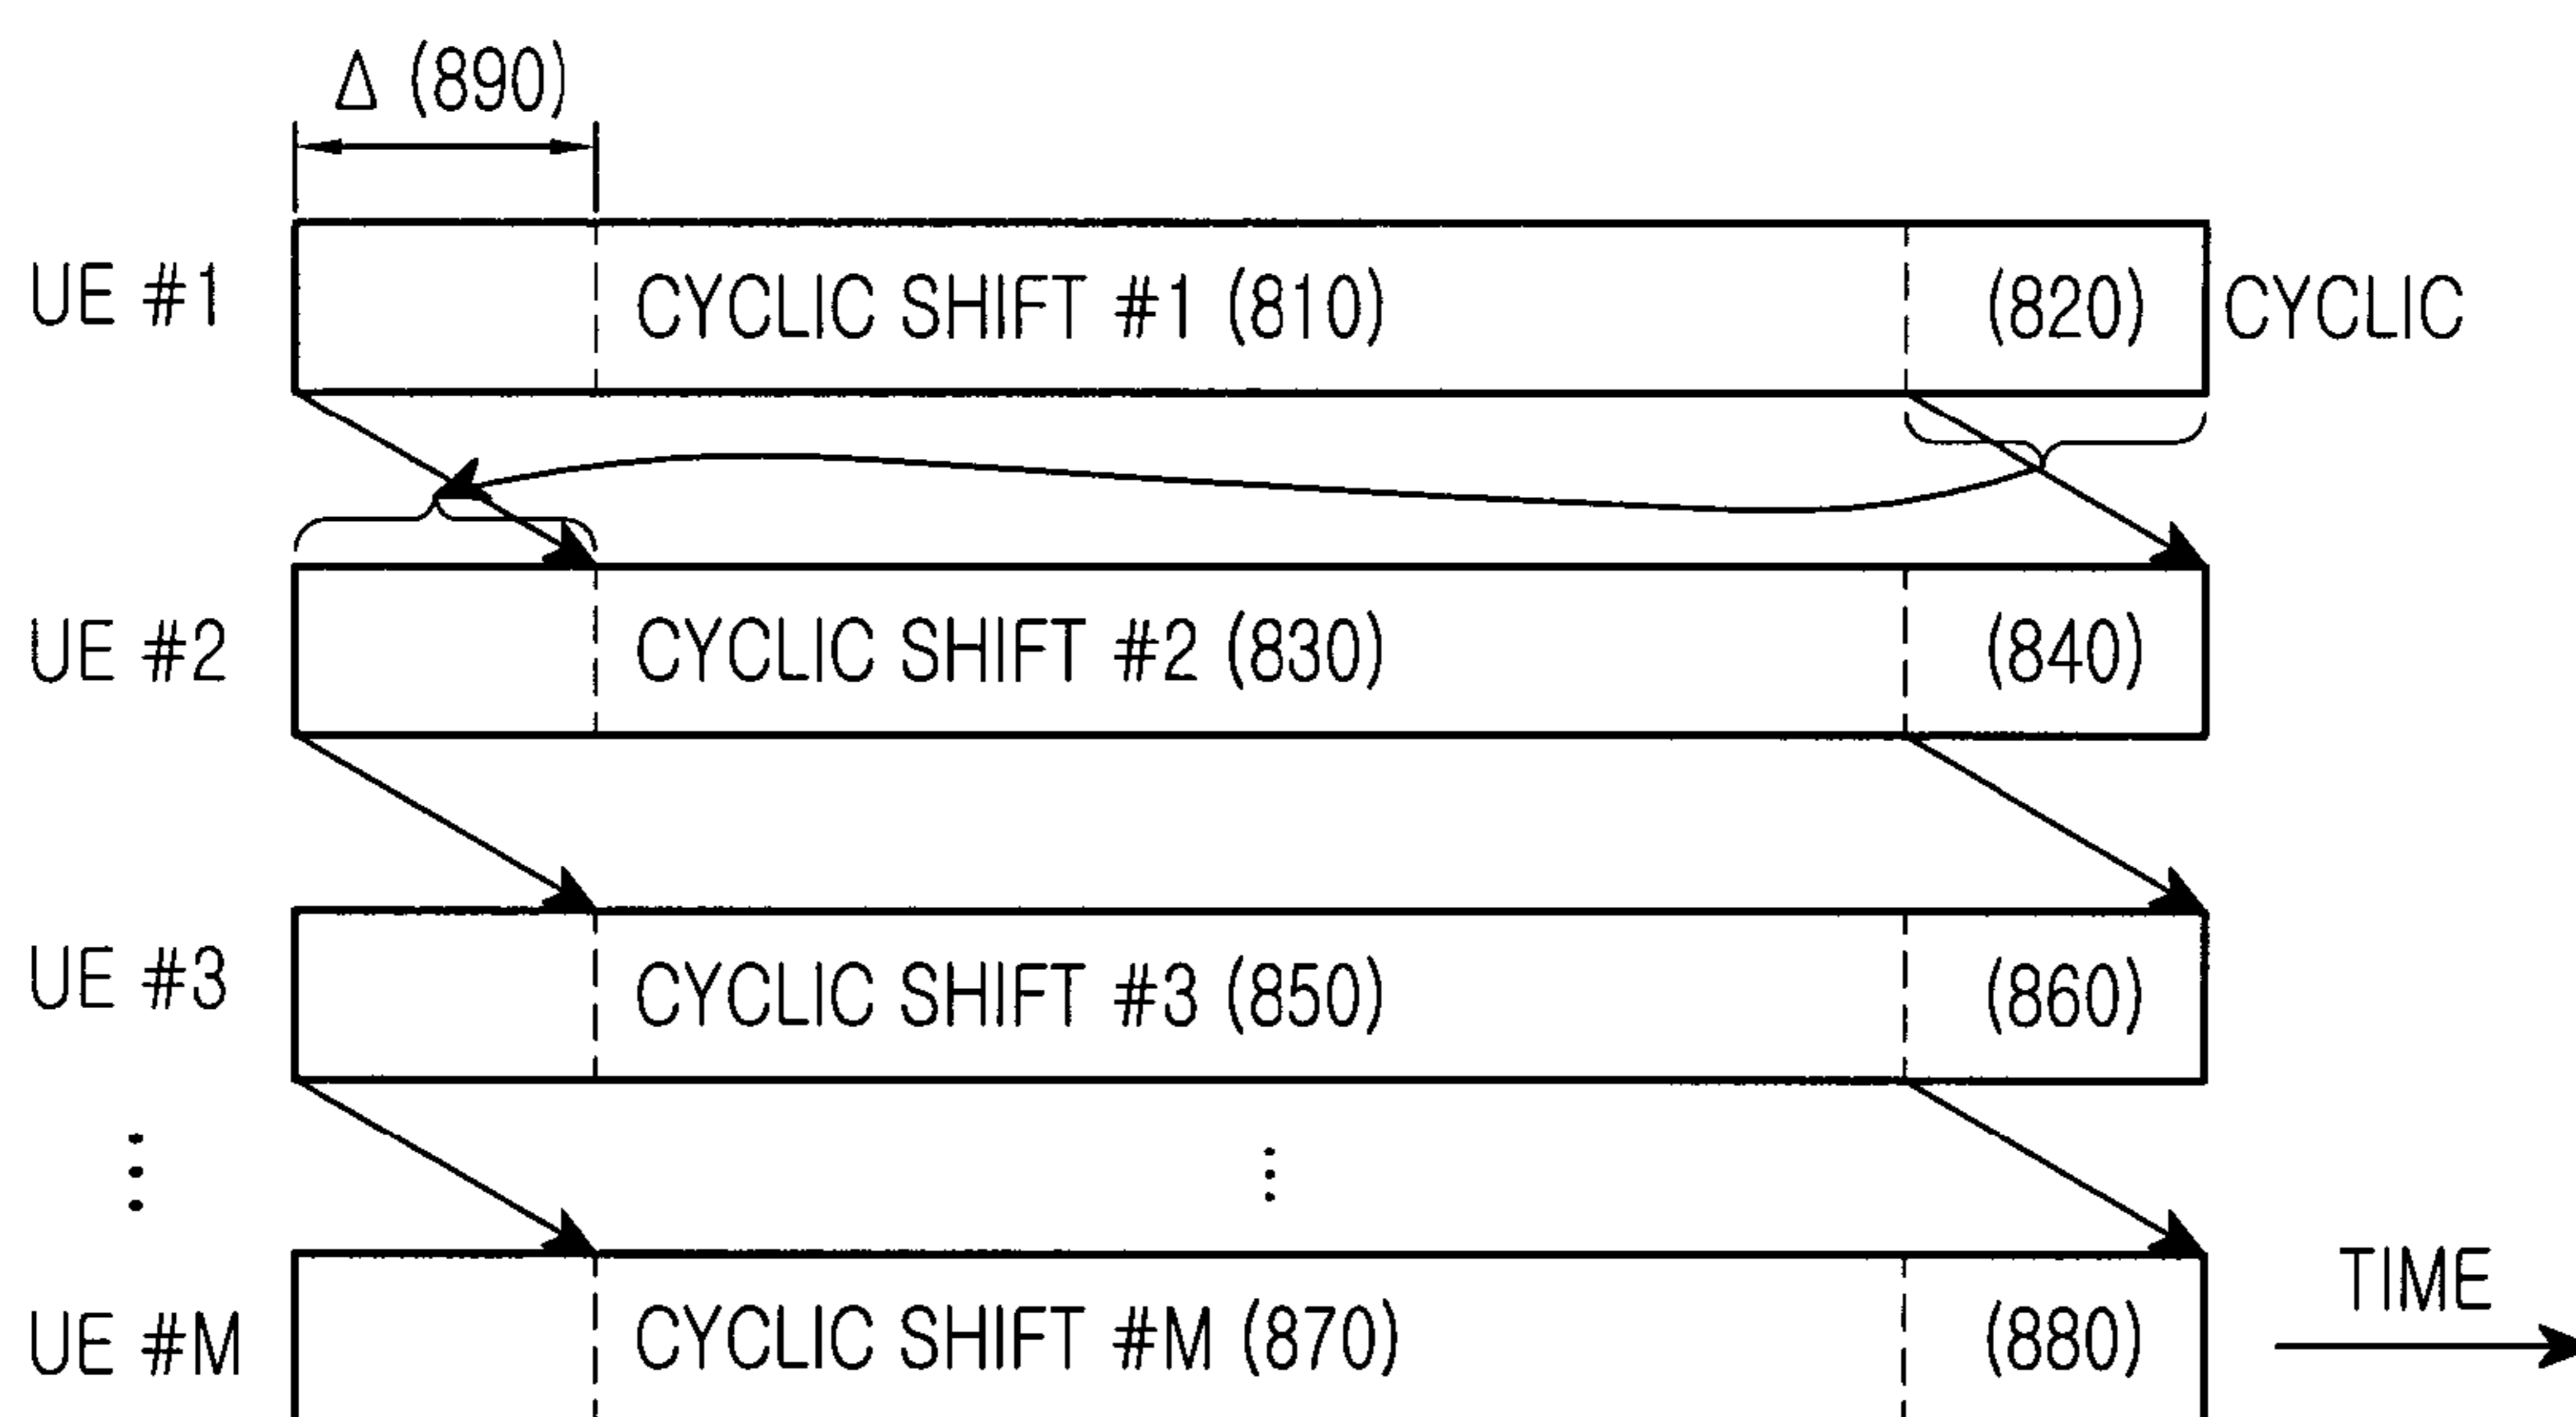 Δ (890)
UE #1 CYCLIC SHIFT #1 (810) (820) CYCLIC
UE #2 CYCLIC SHIFT #2 (830) (840)
UE #3 CYCLIC SHIFT #3 (850) (860)
TIME
UE #M CYCLIC SHIFT #M (870) (880)